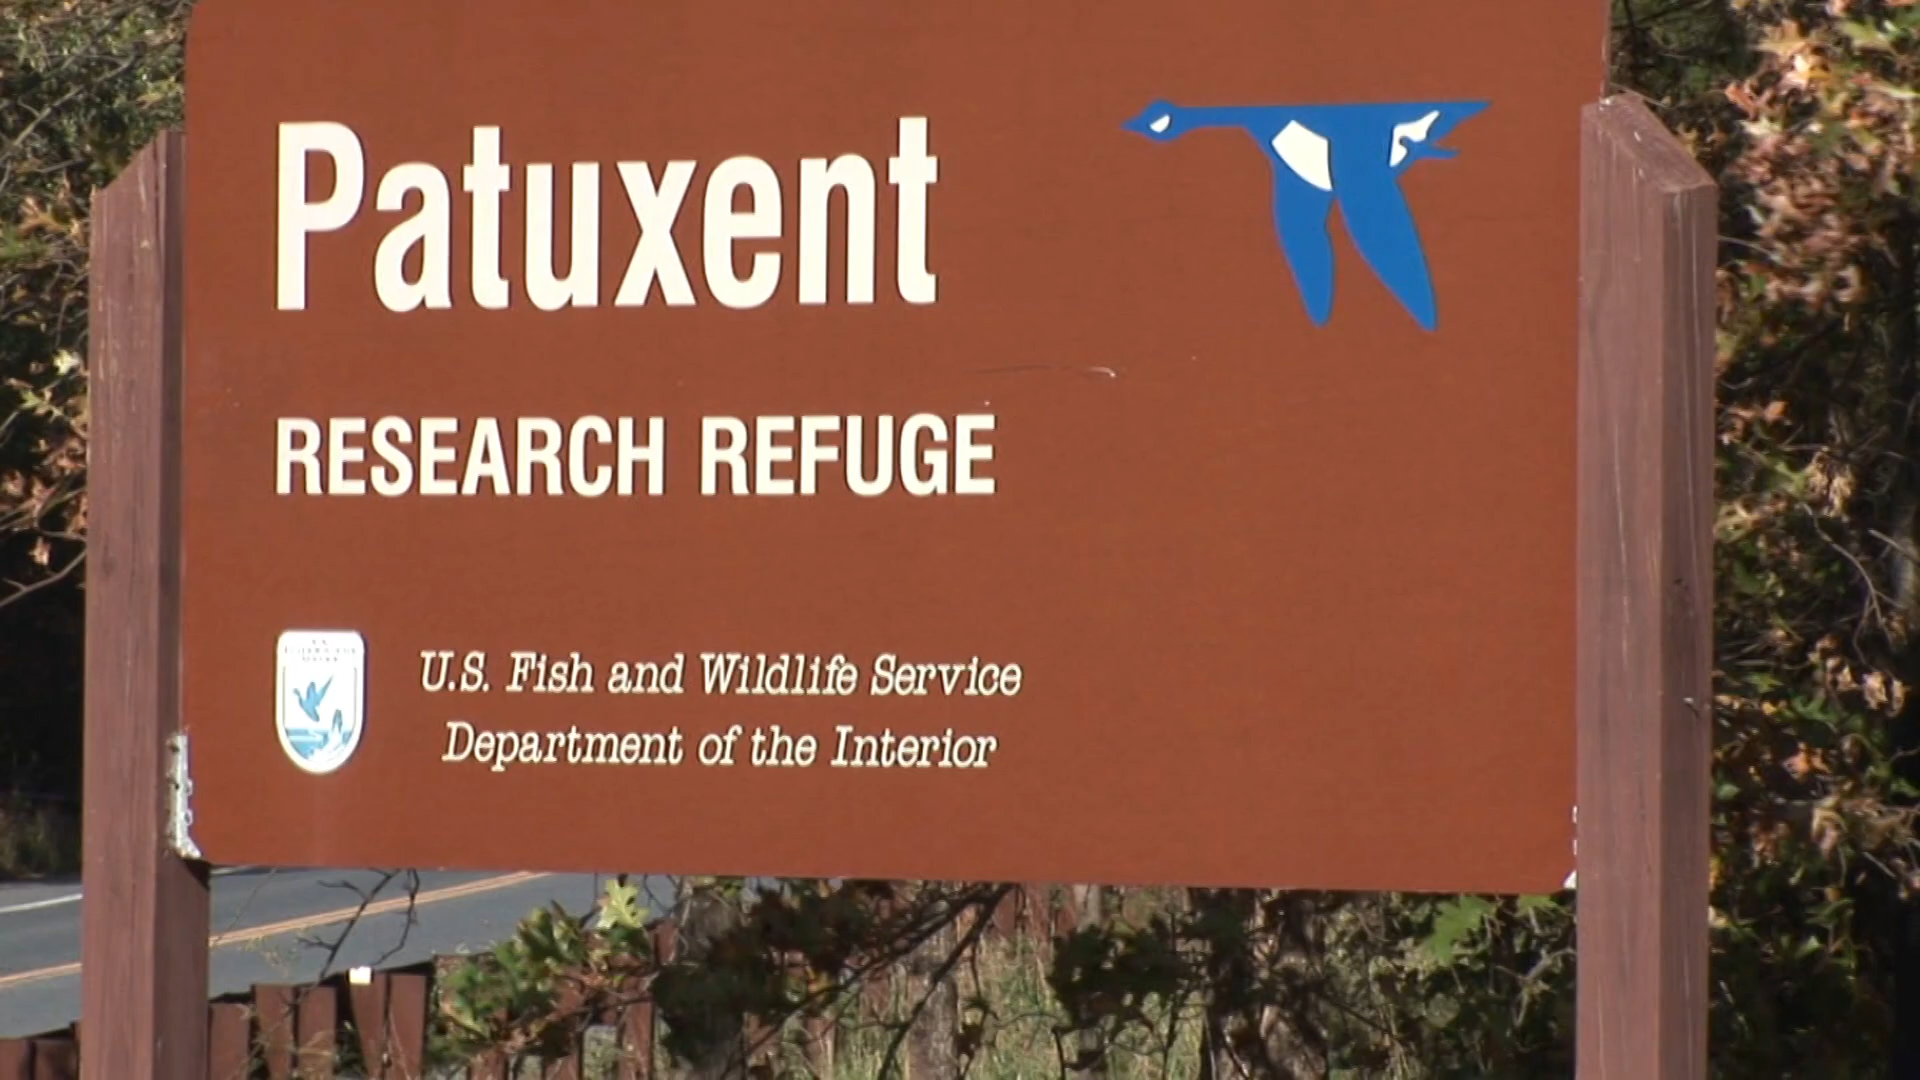 Patuxent
RESEARCH REFUGE
U.S. Fish and Wildlife Service
Department of the Interior